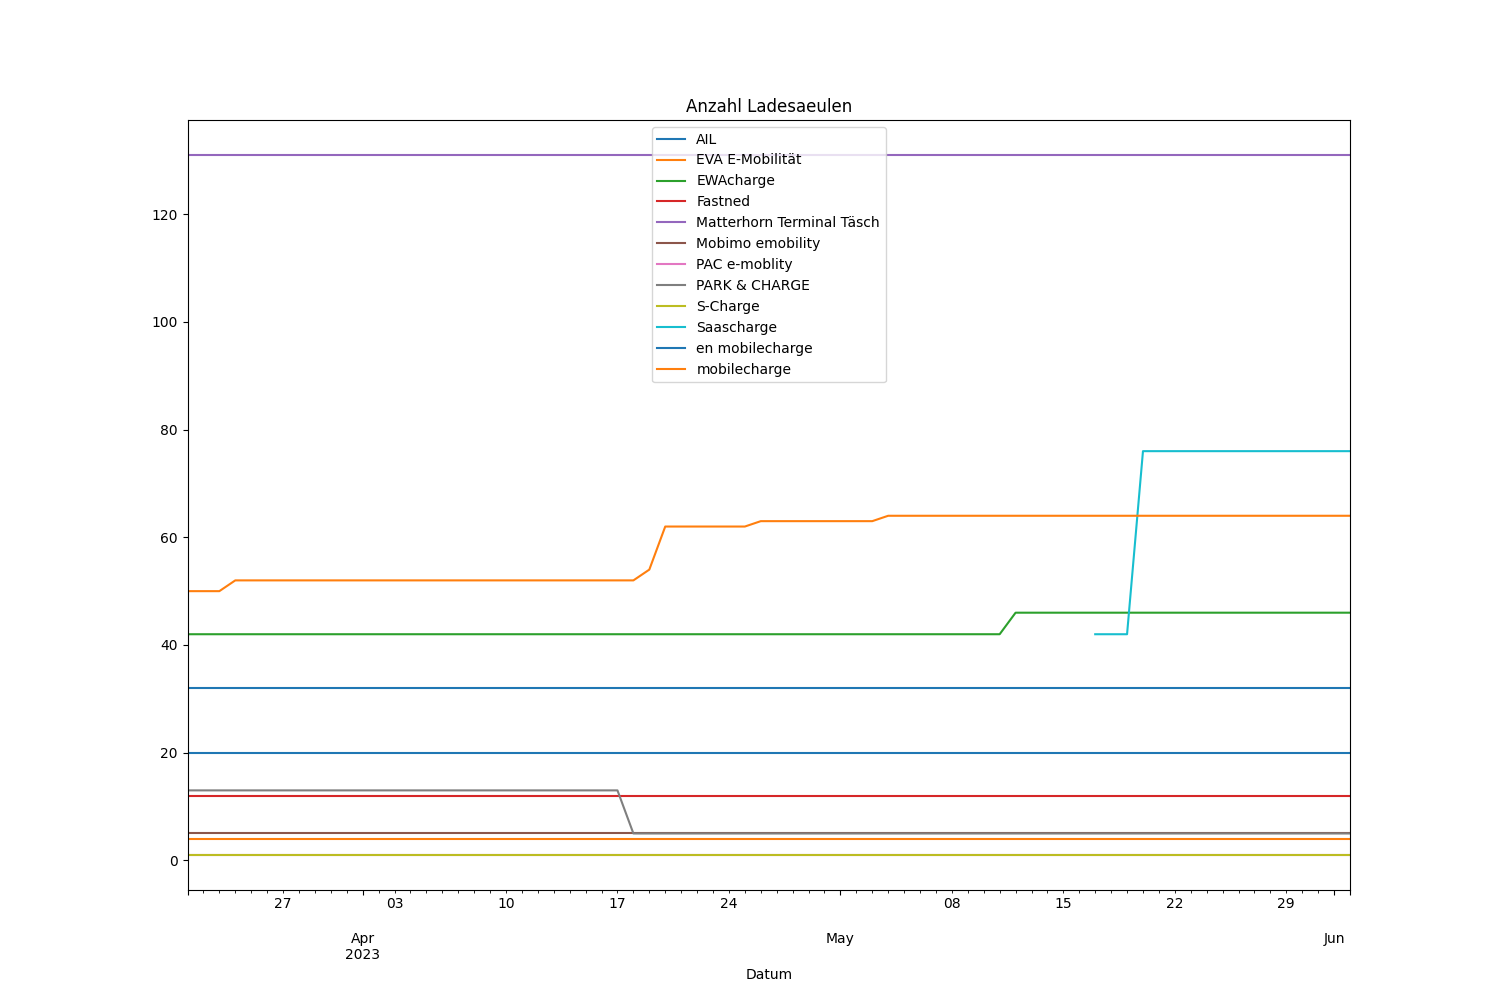 Anzahl Ladesaeulen
AIL
EVA E-Mobilität
EWAcharge
Fastned
Matterhorn Terminal Täsch
Mobimo emobility
PAC e-moblity
PARK & CHARGE
S-Charge
Saascharge
en mobilecharge
mobilecharge
120
100
80
60
40
20
0
27 03 10 17 24 08 15 22 29
Apr May Jun
2023
Datum